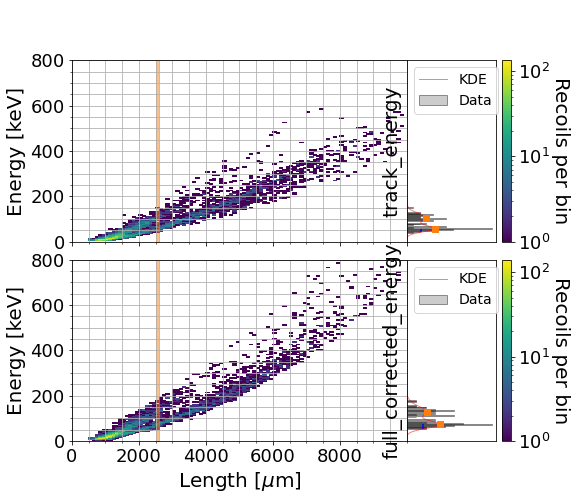 800
600
400
200
0
Energy [keV]
track_energy
KDE
Data
10²
10¹
10⁰
Recoils per bin
800
600
400
200
0
Energy [keV]
full_corrected_energy
KDE
Data
10²
10¹
10⁰
Recoils per bin
0 2000 4000 6000 8000
Length [μm]